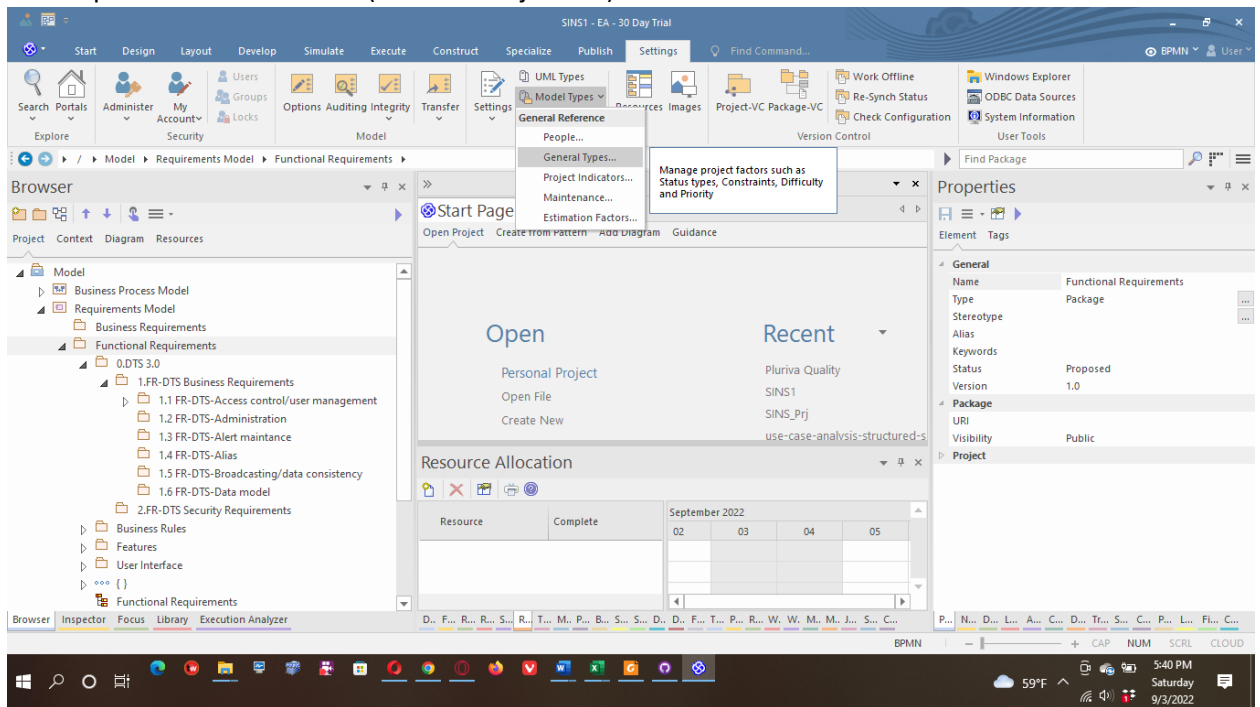 SINS1 - EA - 30 Day Trial
Start Design Layout Develop Simulate Execute Construct Specialize Publish Settings Find Command... BPMN User
Search Portals Administer My Account Users Groups Locks Options Auditing Integrity Transfer Settings UML Types Model Types Resources Images Project-VC Package-VC Work Offline Re-Synch Status Check Configuration Windows Explorer ODBC Data Sources System Information
Explore Security Model Version Control User Tools
General Reference
People...
General Types...
Project Indicators...
Maintenance...
Estimation Factors...
Manage project factors such as
Status types, Constraints, Difficulty
and Priority
/ Model Requirements Model Functional Requirements Find Package
Browser
Project Context Diagram Resources
Model
Business Process Model
Requirements Model
Business Requirements
Functional Requirements
0.DTS 3.0
1.FR-DTS Business Requirements
1.1 FR-DTS-Access control/user management
1.2 FR-DTS-Administration
1.3 FR-DTS-Alert maintance
1.4 FR-DTS-Alias
1.5 FR-DTS-Broadcasting/data consistency
1.6 FR-DTS-Data model
2.FR-DTS Security Requirements
Business Rules
Features
User Interface
{ }
Functional Requirements
Browser Inspector Focus Library Execution Analyzer
Start Page
Open Project Create from Pattern Add Diagram Guidance
Open
Personal Project
Open File
Create New
Recent
Pluriva Quality
SINS1
SINS_Prj
use-case-analysis-structured-s
Resource Allocation
Resource Complete September 2022
02 03 04 05
D.. F... R... R... S... R... T... M.. P... B... S... S... D.. D.. F... T... P... R... W. W. M.. M.. J... S... C...
Properties
Element Tags
General
Name Functional Requirements
Type Package ...
Stereotype ...
Alias
Keywords
Status Proposed
Version 1.0
Package
URI
Visibility Public
Project
P... N... D... L... A... C... D... Tr... S... C... P... L... Fi... C...
BPMN CAP NUM SCRL CLOUD
59°F 5:40 PM
Saturday
9/3/2022